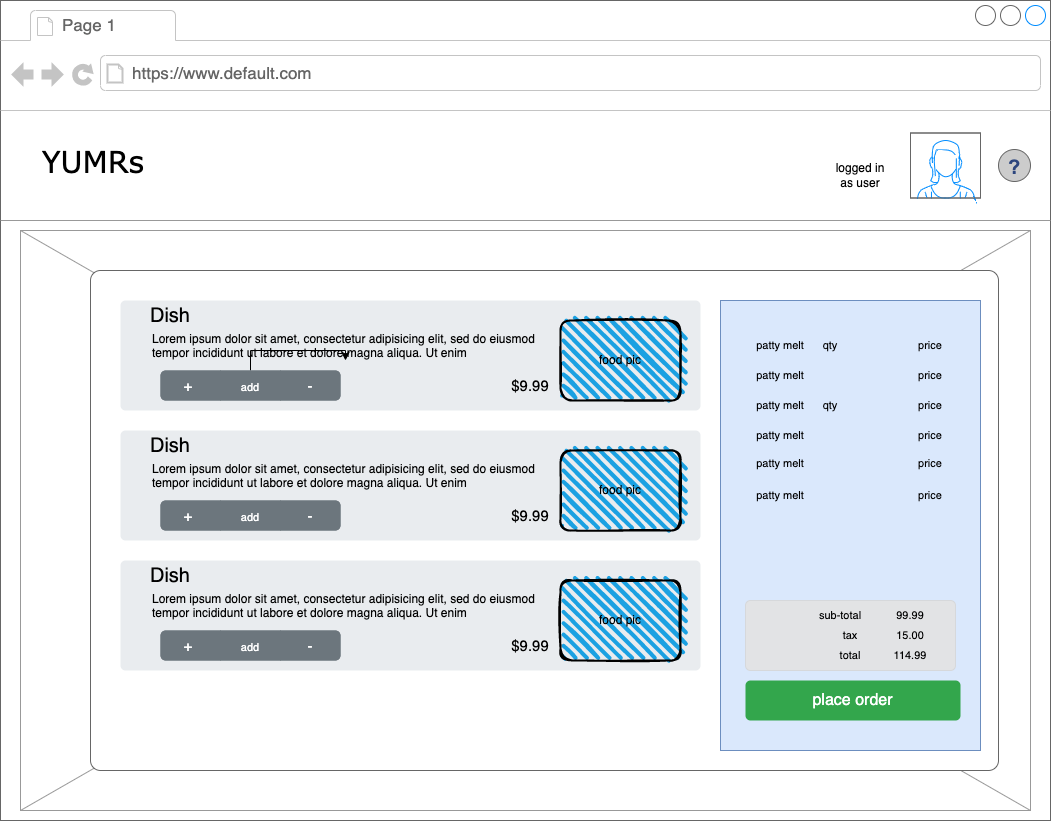 Page 1
https://www.default.com
YUMRs
logged in
as user
?
Dish
Lorem ipsum dolor sit amet, consectetur adipisicing elit, sed do eiusmod
tempor incididunt ut labore et dolore magna aliqua. Ut enim
+ add -
$9.99
food pic
Dish
Lorem ipsum dolor sit amet, consectetur adipisicing elit, sed do eiusmod
tempor incididunt ut labore et dolore magna aliqua. Ut enim
+ add -
$9.99
food pic
Dish
Lorem ipsum dolor sit amet, consectetur adipisicing elit, sed do eiusmod
tempor incididunt ut labore et dolore magna aliqua. Ut enim
+ add -
$9.99
food pic
patty melt qty price
patty melt price
patty melt qty price
patty melt price
patty melt price
patty melt price
sub-total 99.99
tax 15.00
total 114.99
place order